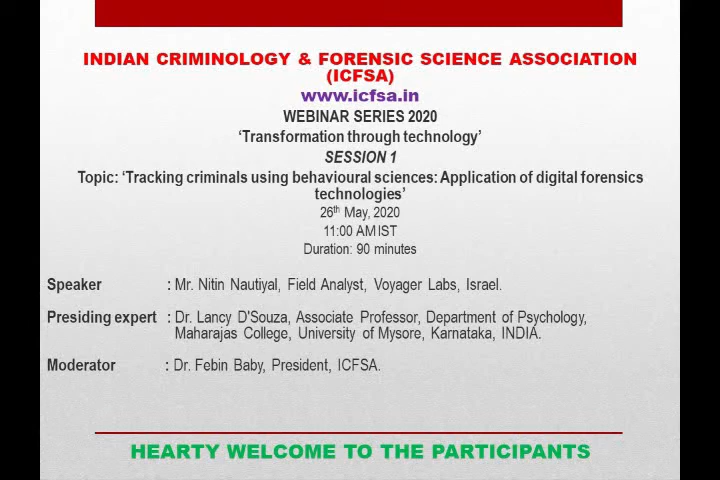 INDIAN CRIMINOLOGY & FORENSIC SCIENCE ASSOCIATION
(ICFSA)
www.icfsa.in
WEBINAR SERIES 2020
‘Transformation through technology’
SESSION 1
Topic: ‘Tracking criminals using behavioural sciences: Application of digital forensics
technologies’
26th May, 2020
11:00 AM IST
Duration: 90 minutes
Speaker : Mr. Nitin Nautiyal, Field Analyst, Voyager Labs, Israel.
Presiding expert : Dr. Lancy D'Souza, Associate Professor, Department of Psychology,
Maharajas College, University of Mysore, Karnataka, INDIA.
Moderator : Dr. Febin Baby, President, ICFSA.
HEARTY WELCOME TO THE PARTICIPANTS